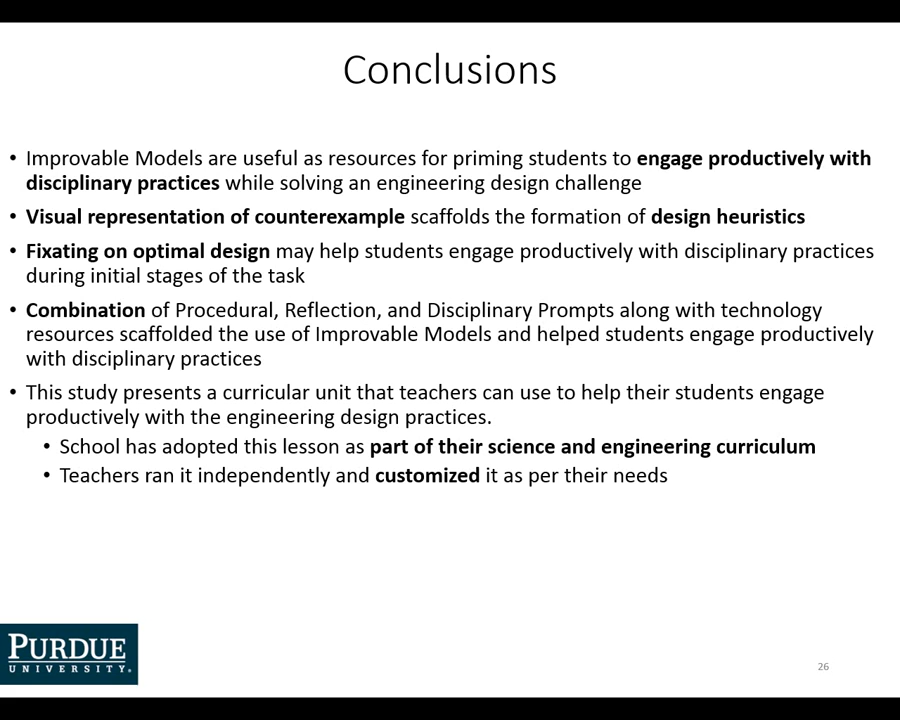 Conclusions
• Improvable Models are useful as resources for priming students to engage productively with
disciplinary practices while solving an engineering design challenge
• Visual representation of counterexample scaffolds the formation of design heuristics
• Fixating on optimal design may help students engage productively with disciplinary practices
during initial stages of the task
• Combination of Procedural, Reflection, and Disciplinary Prompts along with technology
resources scaffolded the use of Improvable Models and helped students engage productively
with disciplinary practices
• This study presents a curricular unit that teachers can use to help their students engage
productively with the engineering design practices.
• School has adopted this lesson as part of their science and engineering curriculum
• Teachers ran it independently and customized it as per their needs
PURDUE
UNIVERSITY®
26